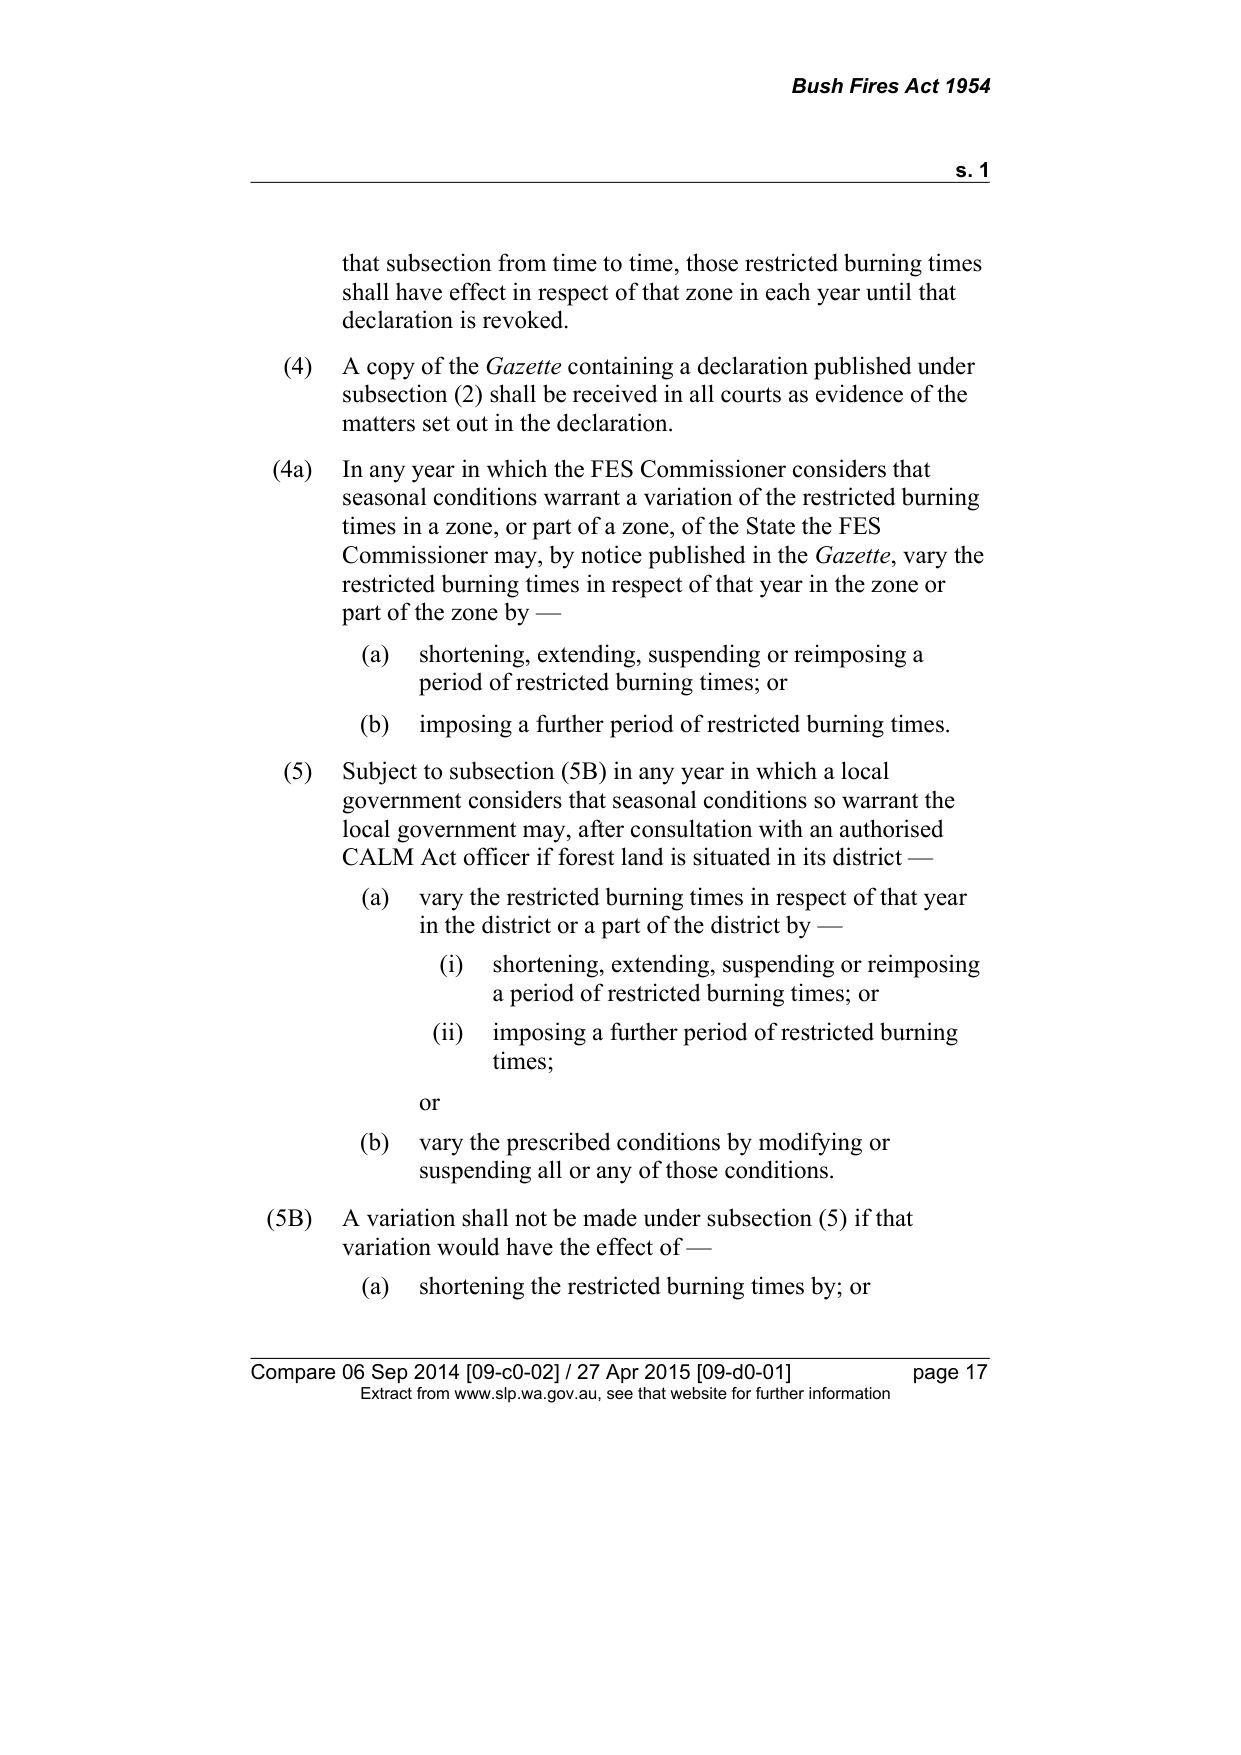 Bush Fires Act 1954
s. 1
that subsection from time to time, those restricted burning times
shall have effect in respect of that zone in each year until that
declaration is revoked.
(4) A copy of the Gazette containing a declaration published under
subsection (2) shall be received in all courts as evidence of the
matters set out in the declaration.
(4a) In any year in which the FES Commissioner considers that
seasonal conditions warrant a variation of the restricted burning
times in a zone, or part of a zone, of the State the FES
Commissioner may, by notice published in the Gazette, vary the
restricted burning times in respect of that year in the zone or
part of the zone by —
(a) shortening, extending, suspending or reimposing a
period of restricted burning times; or
(b) imposing a further period of restricted burning times.
(5) Subject to subsection (5B) in any year in which a local
government considers that seasonal conditions so warrant the
local government may, after consultation with an authorised
CALM Act officer if forest land is situated in its district —
(a) vary the restricted burning times in respect of that year
in the district or a part of the district by —
(i) shortening, extending, suspending or reimposing
a period of restricted burning times; or
(ii) imposing a further period of restricted burning
times;
or
(b) vary the prescribed conditions by modifying or
suspending all or any of those conditions.
(5B) A variation shall not be made under subsection (5) if that
variation would have the effect of —
(a) shortening the restricted burning times by; or
Compare 06 Sep 2014 [09-c0-02] / 27 Apr 2015 [09-d0-01] page 17
Extract from www.slp.wa.gov.au, see that website for further information